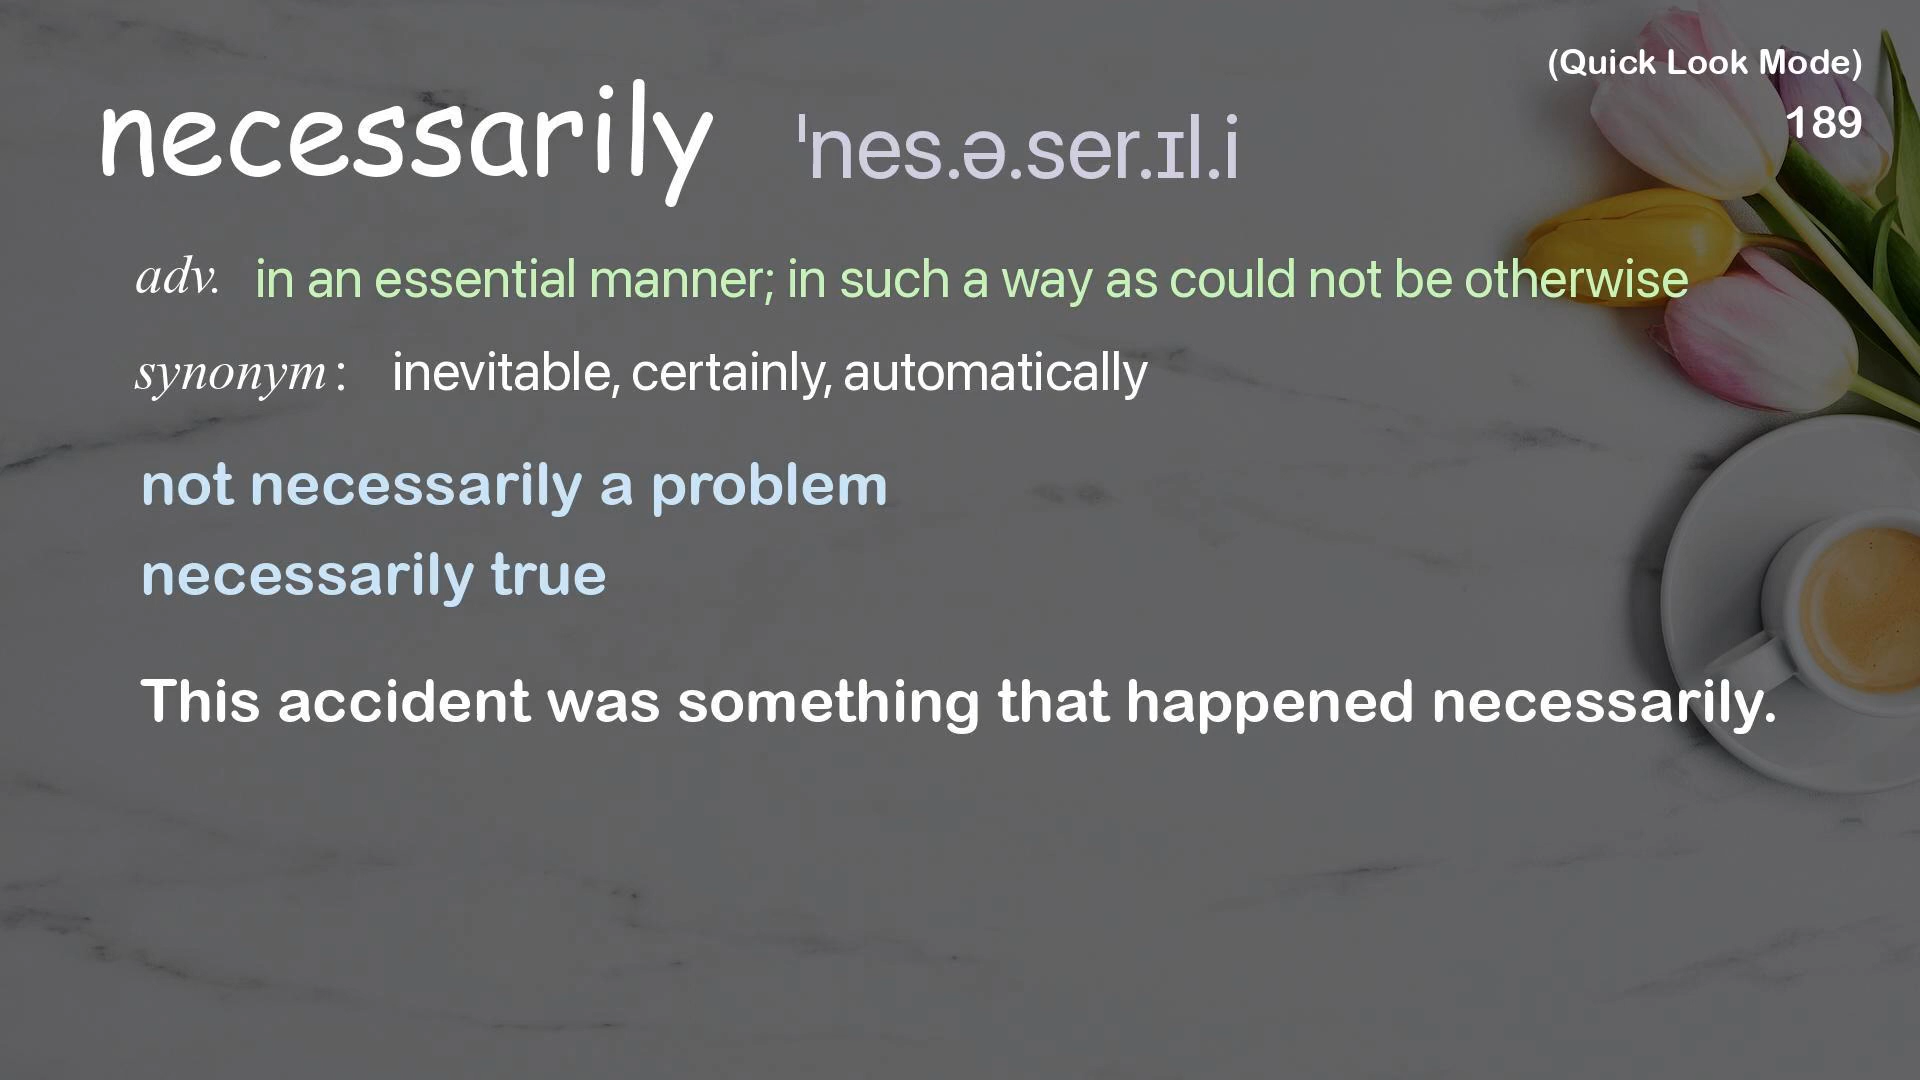 (Quick Look Mode)
189
necessarily ˈnes.ə.ser.ɪl.i
adv. in an essential manner; in such a way as could not be otherwise
synonym : inevitable, certainly, automatically
not necessarily a problem
necessarily true
This accident was something that happened necessarily.